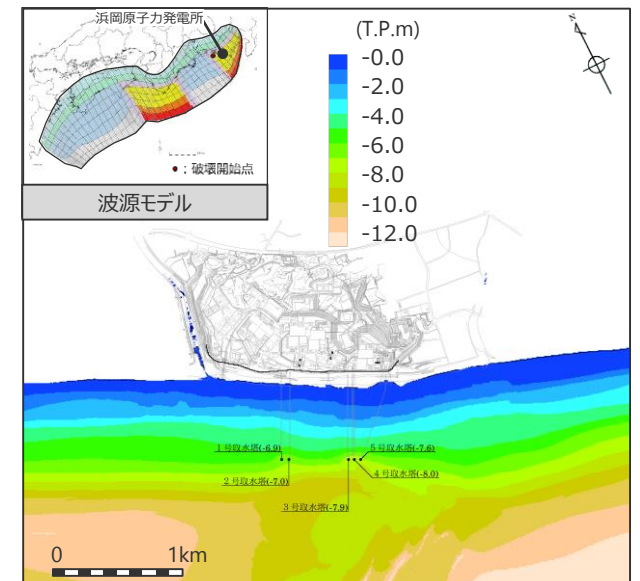 浜岡原子力発電所
●；破壊開始点
波源モデル
(T.P.m)
-0.0
-2.0
-4.0
-6.0
-8.0
-10.0
-12.0
N
1号取水塔(-6.9)
5号取水塔(-7.6)
2号取水塔(-7.0)
4号取水塔(-8.0)
3号取水塔(-7.9)
0 1km